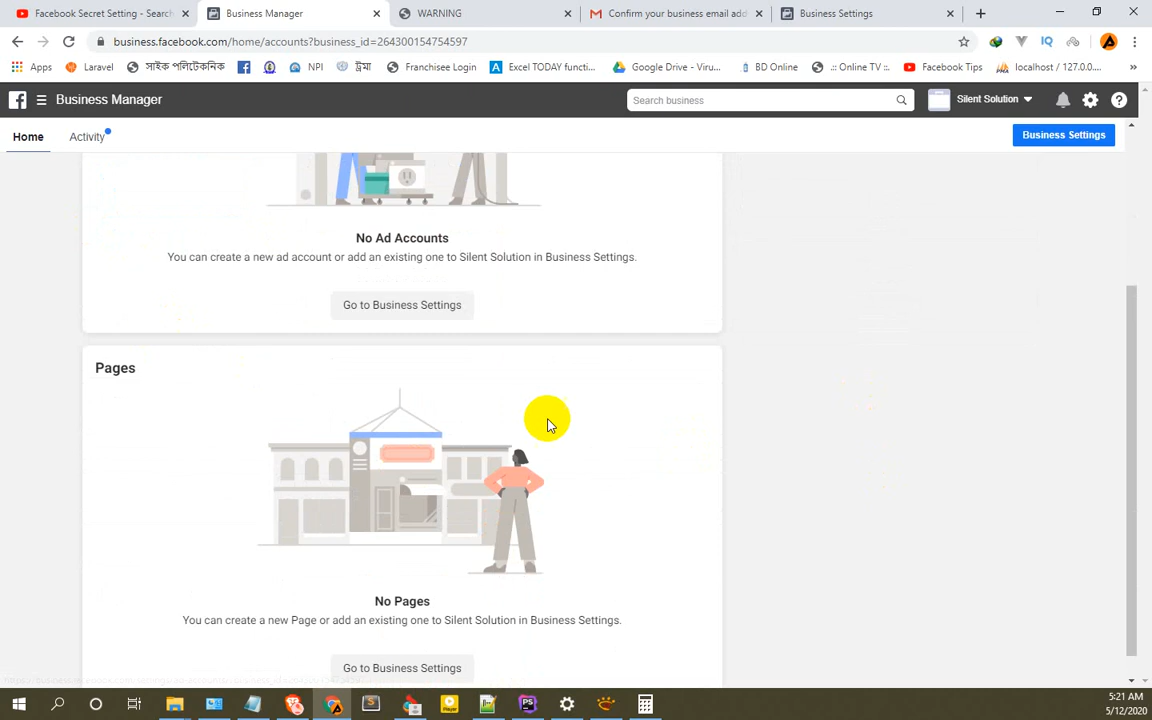 Facebook Secret Setting - Search
Business Manager
WARNING
Confirm your business email add
Business Settings
business.facebook.com/home/accounts?business_id=264300154754597
Apps
Laravel
সাইক পলিটেকনিক
NPI
ট্রমা
Franchisee Login
Excel TODAY functi...
Google Drive - Viru...
BD Online
.:: Online TV ::.
Facebook Tips
localhost / 127.0.0....
Business Manager
Search business
Silent Solution
Home
Activity
Business Settings
No Ad Accounts
You can create a new ad account or add an existing one to Silent Solution in Business Settings.
Go to Business Settings
Pages
No Pages
You can create a new Page or add an existing one to Silent Solution in Business Settings.
Go to Business Settings
5:21 AM
5/12/2020